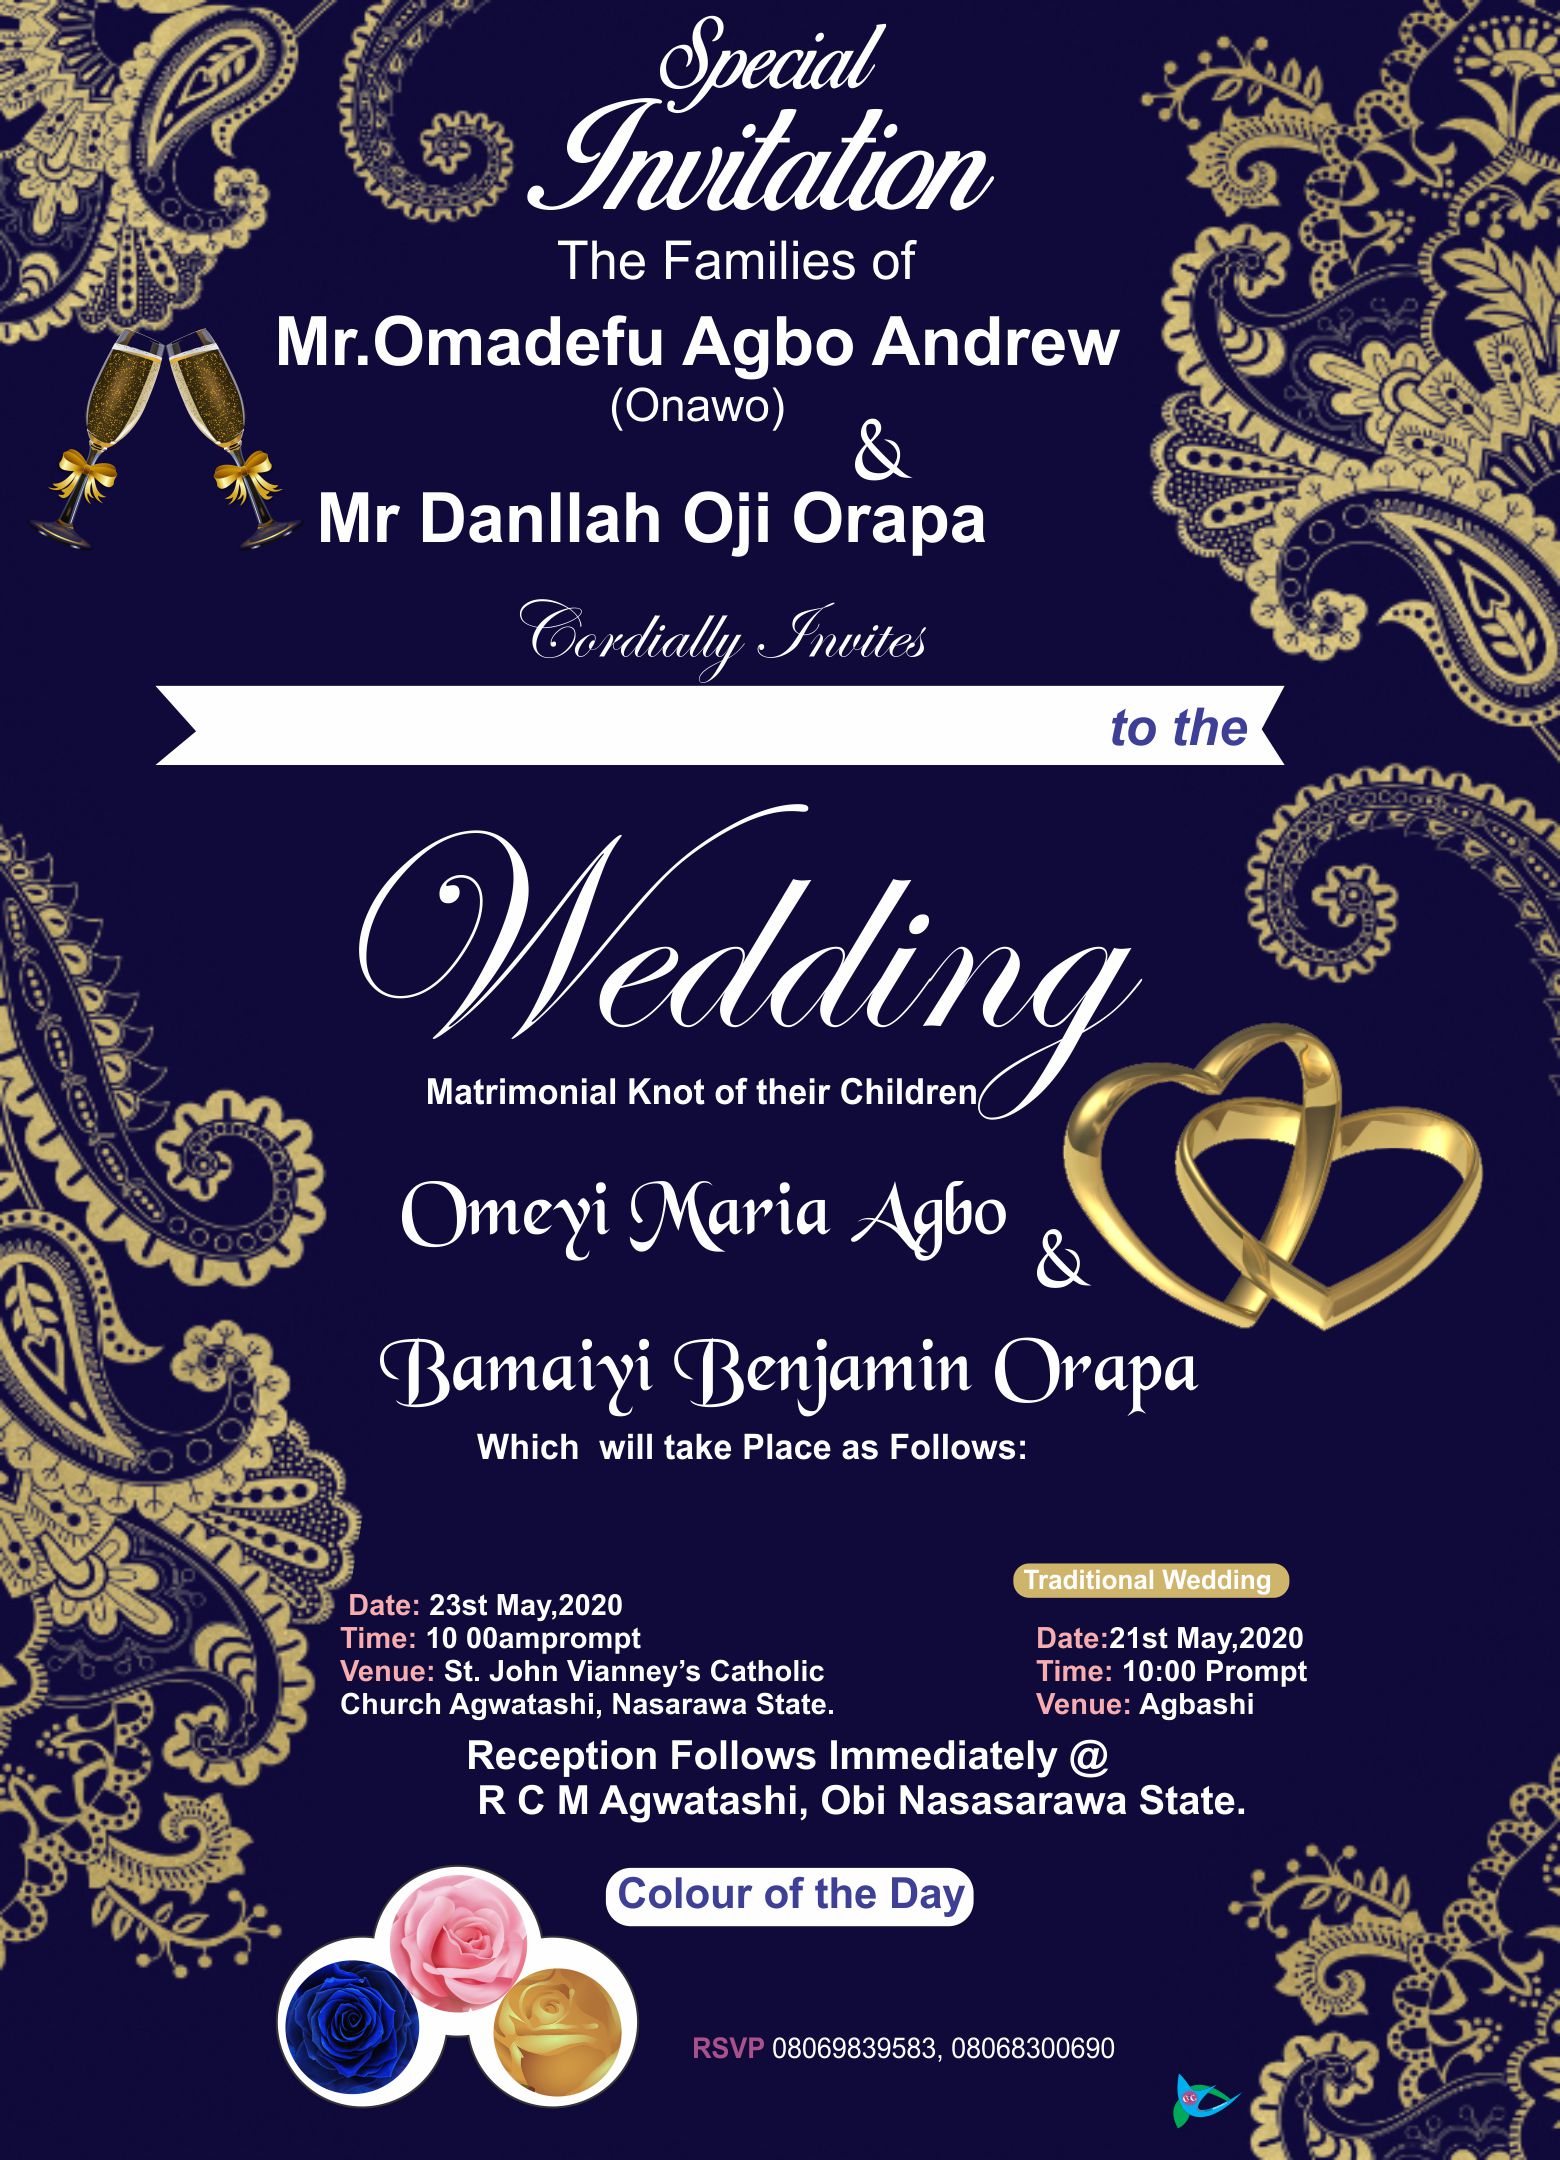 Special
Invitation
The Families of
Mr.Omadefu Agbo Andrew
(Onawo)
&
Mr Danllah Oji Orapa
Cordially Invites
to the
Wedding
Matrimonial Knot of their Children
Omeyi Maria Agbo
&
Bamaiyi Benjamin Orapa
Which will take Place as Follows:
Date: 23st May,2020
Time: 10 00amprompt
Venue: St. John Vianney’s Catholic
Church Agwatashi, Nasarawa State.
Traditional Wedding
Date:21st May,2020
Time: 10:00 Prompt
Venue: Agbashi
Reception Follows Immediately @
R C M Agwatashi, Obi Nasasarawa State.
Colour of the Day
RSVP 08069839583, 08068300690